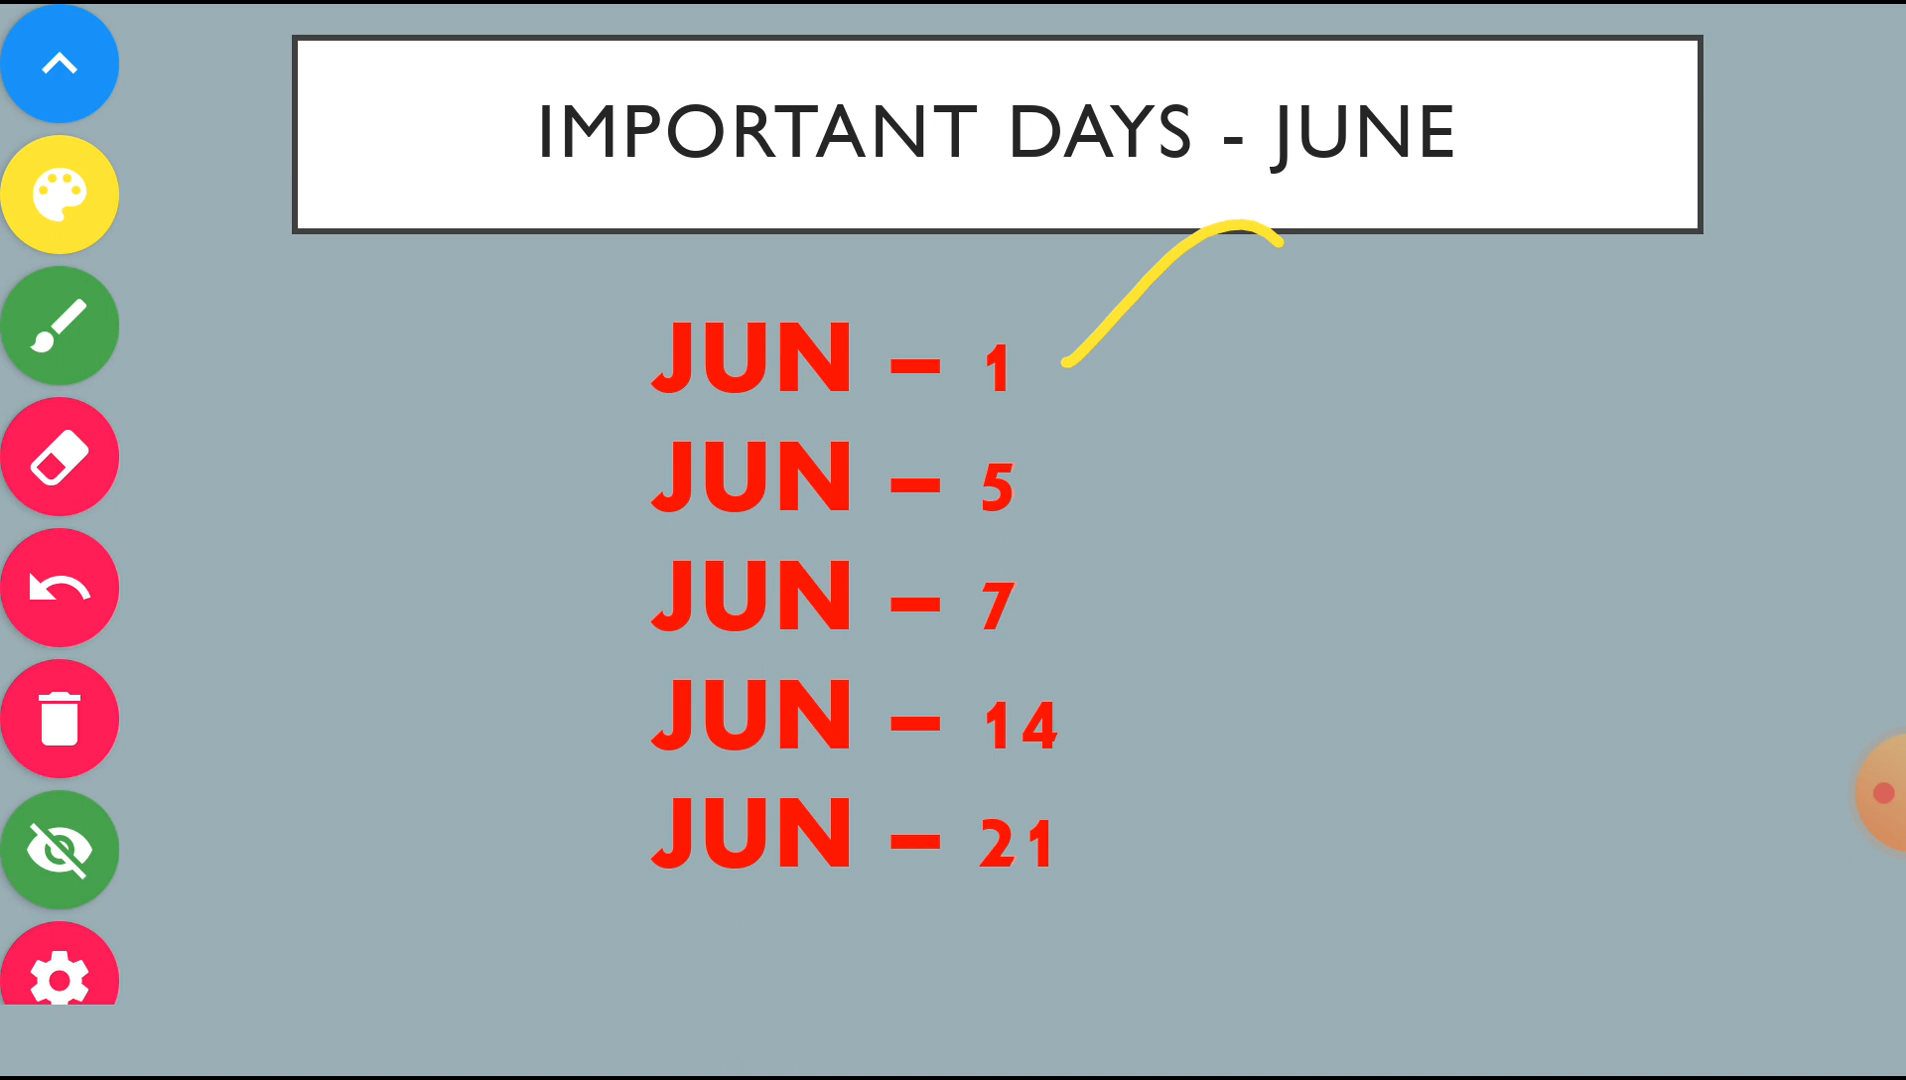 IMPORTANT DAYS - JUNE
JUN – 1
JUN – 5
JUN – 7
JUN – 14
JUN – 21